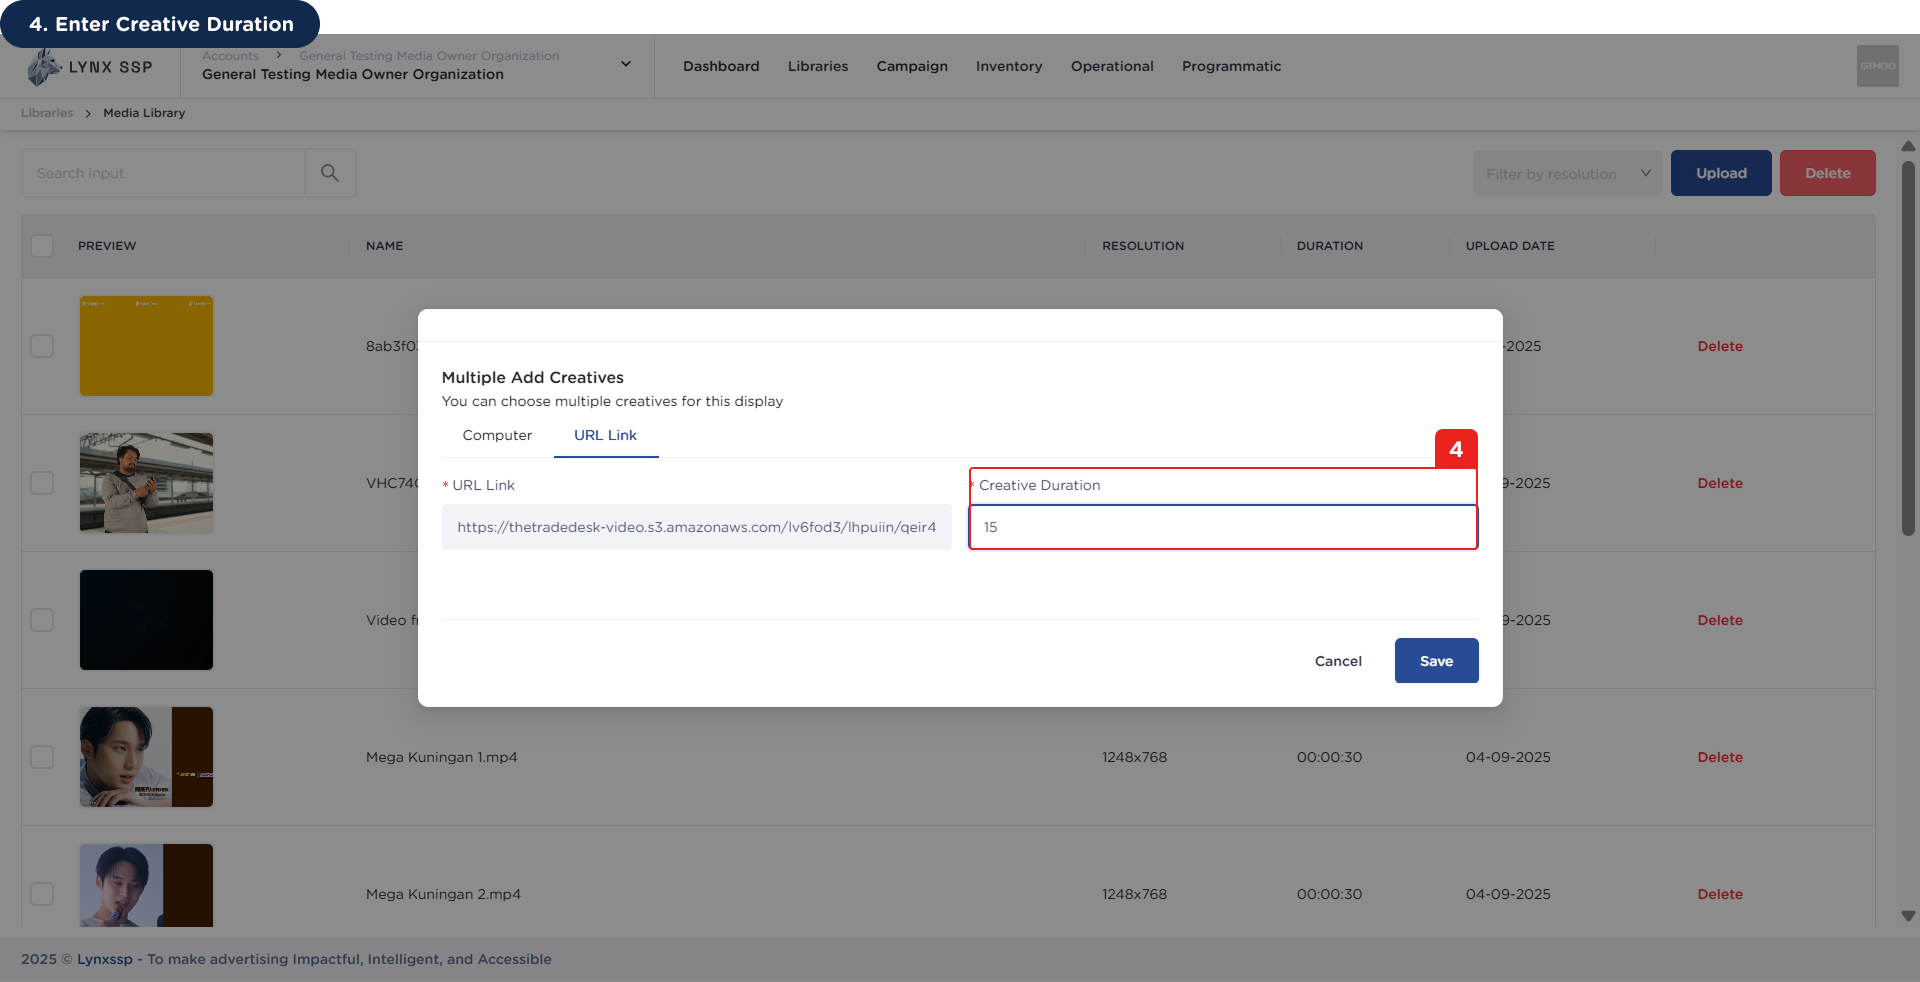 4. Enter Creative Duration
LYNX SSP
Accounts > General Testing Media Owner Organization
General Testing Media Owner Organization
Dashboard Libraries Campaign Inventory Operational Programmatic
GTMOO
Libraries > Media Library
Search input
Filter by resolution
Upload
Delete
PREVIEW NAME RESOLUTION DURATION UPLOAD DATE
8ab3f03
-2025
Delete
Multiple Add Creatives
You can choose multiple creatives for this display
Computer URL Link
4
* URL Link
* Creative Duration
https://thetradedesk-video.s3.amazonaws.com/lv6fod3/lhpuiin/qeir4
15
VHC740
9-2025
Delete
Video fr
9-2025
Delete
Cancel
Save
Mega Kuningan 1.mp4 1248x768 00:00:30 04-09-2025 Delete
Mega Kuningan 2.mp4 1248x768 00:00:30 04-09-2025 Delete
2025 © Lynxssp - To make advertising Impactful, Intelligent, and Accessible